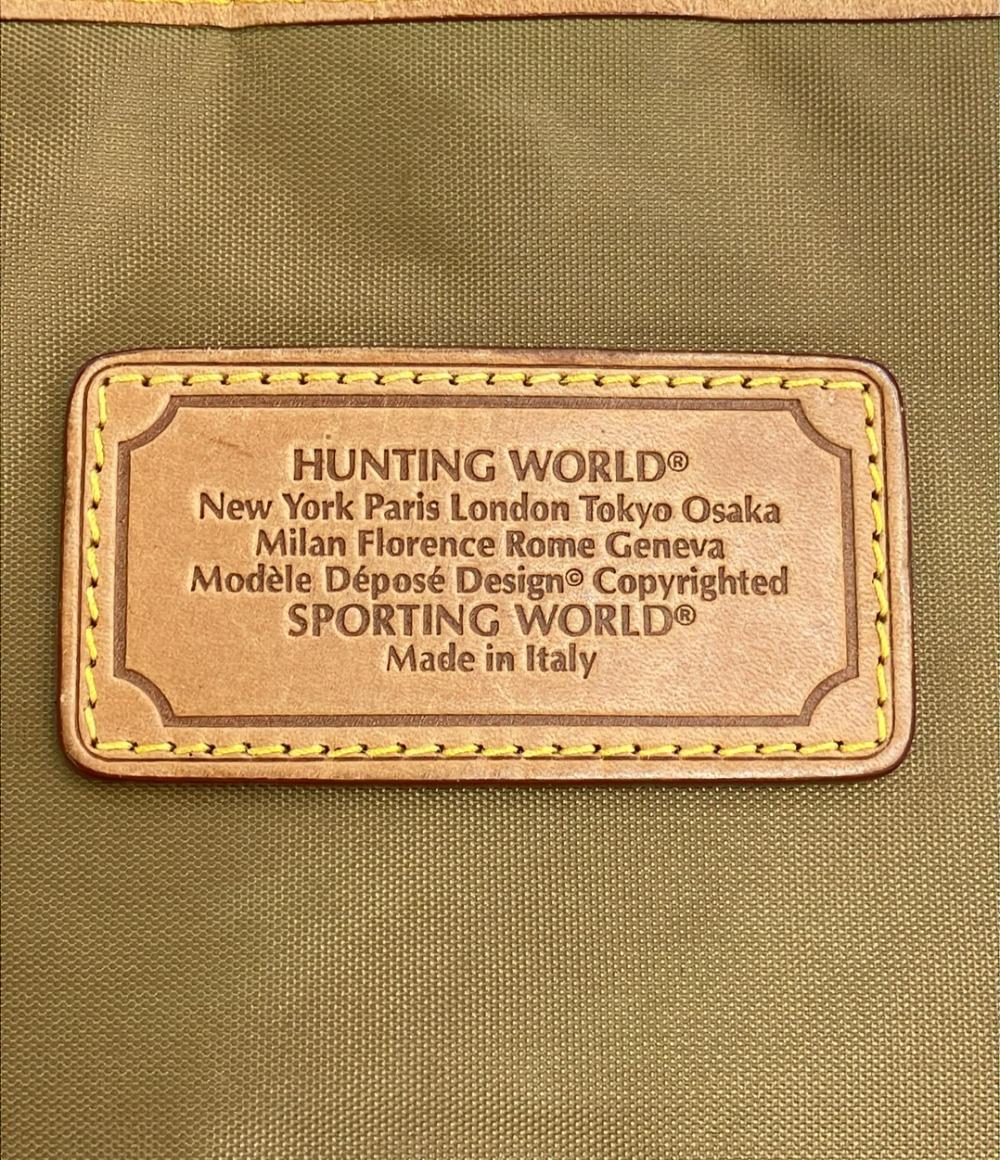 HUNTING WORLD®
New York Paris London Tokyo Osaka
Milan Florence Rome Geneva
Modèle Déposé Design© Copyrighted
SPORTING WORLD®
Made in Italy